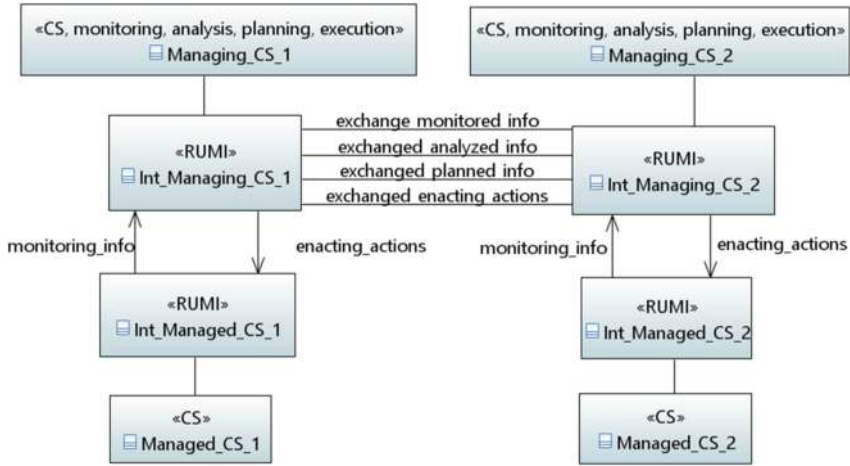 «CS, monitoring, analysis, planning, execution»
Managing_CS_1
«CS, monitoring, analysis, planning, execution»
Managing_CS_2
«RUMI»
Int_Managing_CS_1
exchange monitored info
exchanged analyzed info
exchanged planned info
exchanged enacting actions
«RUMI»
Int_Managing_CS_2
monitoring_info
enacting_actions
monitoring_info
enacting_actions
«RUMI»
Int_Managed_CS_1
«RUMI»
Int_Managed_CS_2
«CS»
Managed_CS_1
«CS»
Managed_CS_2